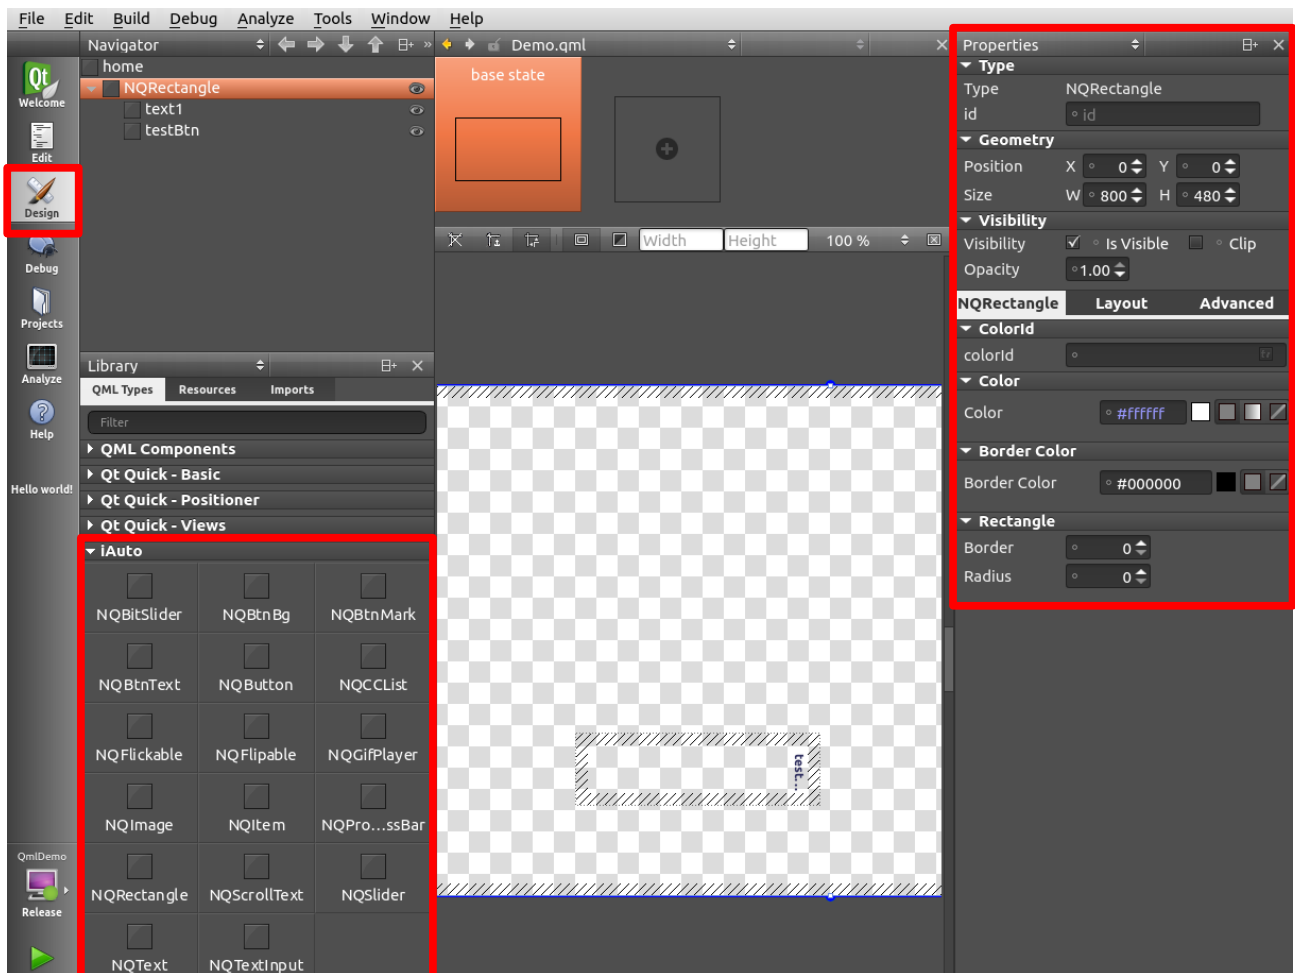 File Edit Build Debug Analyze Tools Window Help
Navigator
Demo.qml
Properties
home
NQRectangle
text1
testBtn
Qt
Welcome
Edit
Design
Debug
Projects
Analyze
Help
Hello world!
QmlDemo
Release
base state
Width Height 100 %
Library
QML Types Resources Imports
Filter
QML Components
Qt Quick - Basic
Qt Quick - Positioner
Qt Quick - Views
iAuto
NQBitSlider NQBtnBg NQBtnMark
NQBtnText NQButton NQCCList
NQFlickable NQFlipable NQGifPlayer
NQImage NQItem NQPro...ssBar
NQRectangle NQScrollText NQSlider
NQText NQTextInput
test...
Type
Type NQRectangle
id id
Geometry
Position X 0 Y 0
Size W 800 H 480
Visibility
Visibility Is Visible Clip
Opacity 1.00
NQRectangle Layout Advanced
ColorId
colorId
Color
Color #ffffff
Border Color
Border Color #000000
Rectangle
Border 0
Radius 0